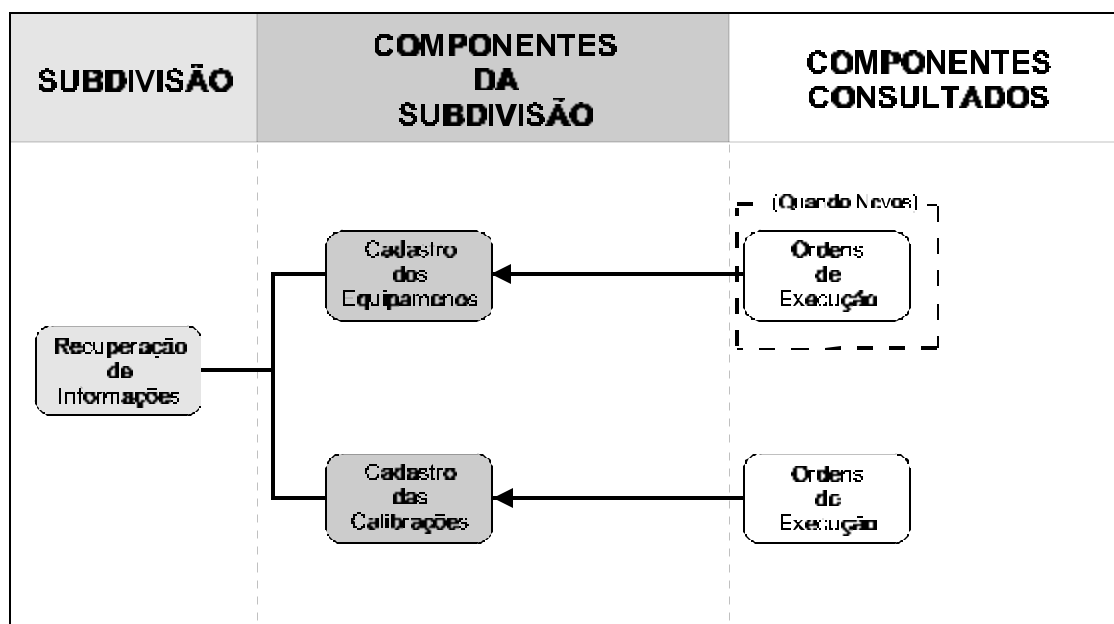 SUBDIVISÃO
COMPONENTES
DA
SUBDIVISÃO
COMPONENTES
CONSULTADOS
(Quando Novos)
Cadastro
dos
Equipamenos
Ordens
de
Execução
Recuperação
de
Informações
Cadastro
das
Calibrações
Ordens
de
Execução